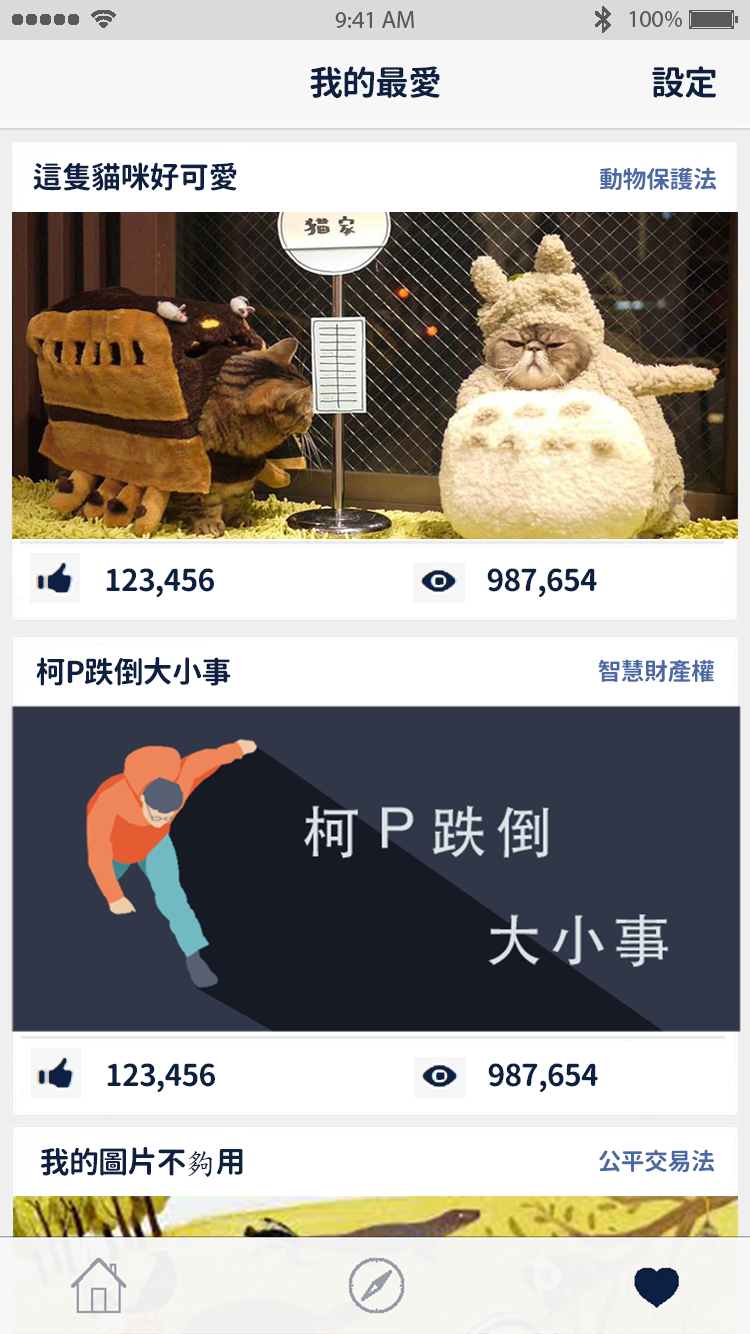 9:41 AM
100%
我的最愛
設定
這隻貓咪好可愛
動物保護法
貓家
123,456
987,654
柯P跌倒大小事
智慧財產權
柯P跌倒
大小事
123,456
987,654
我的圖片不夠用
公平交易法